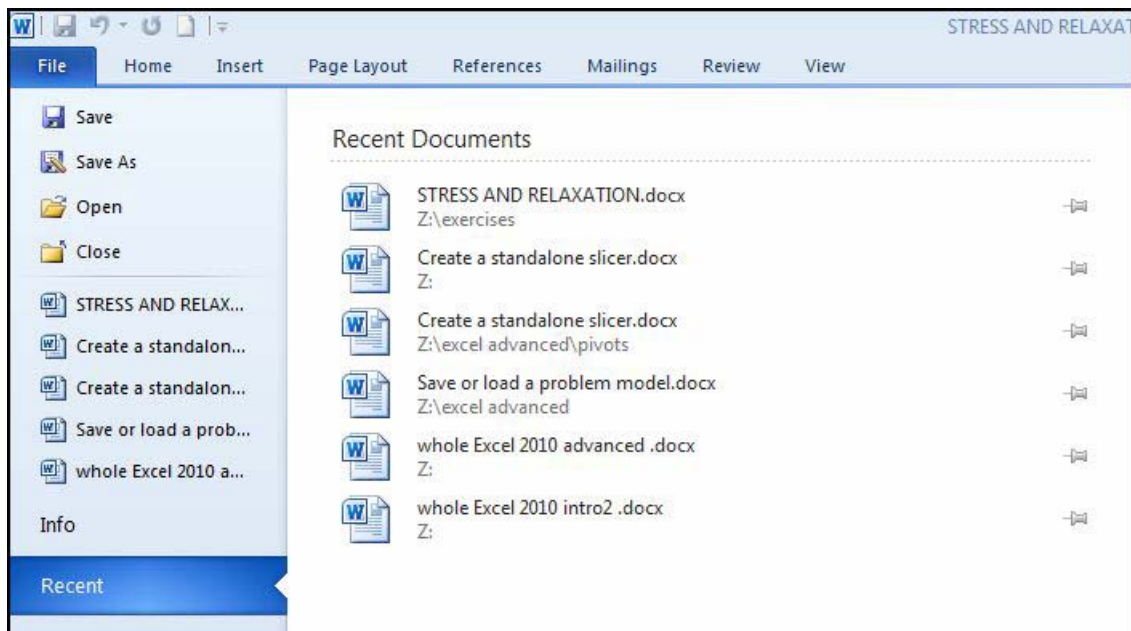 STRESS AND RELAXAT
File Home Insert Page Layout References Mailings Review View
Save
Save As
Open
Close
STRESS AND RELAX...
Create a standalon...
Create a standalon...
Save or load a prob...
whole Excel 2010 a...
Info
Recent
Recent Documents
STRESS AND RELAXATION.docx
Z:\exercises
Create a standalone slicer.docx
Z:
Create a standalone slicer.docx
Z:\excel advanced\pivots
Save or load a problem model.docx
Z:\excel advanced
whole Excel 2010 advanced .docx
Z:
whole Excel 2010 intro2 .docx
Z: